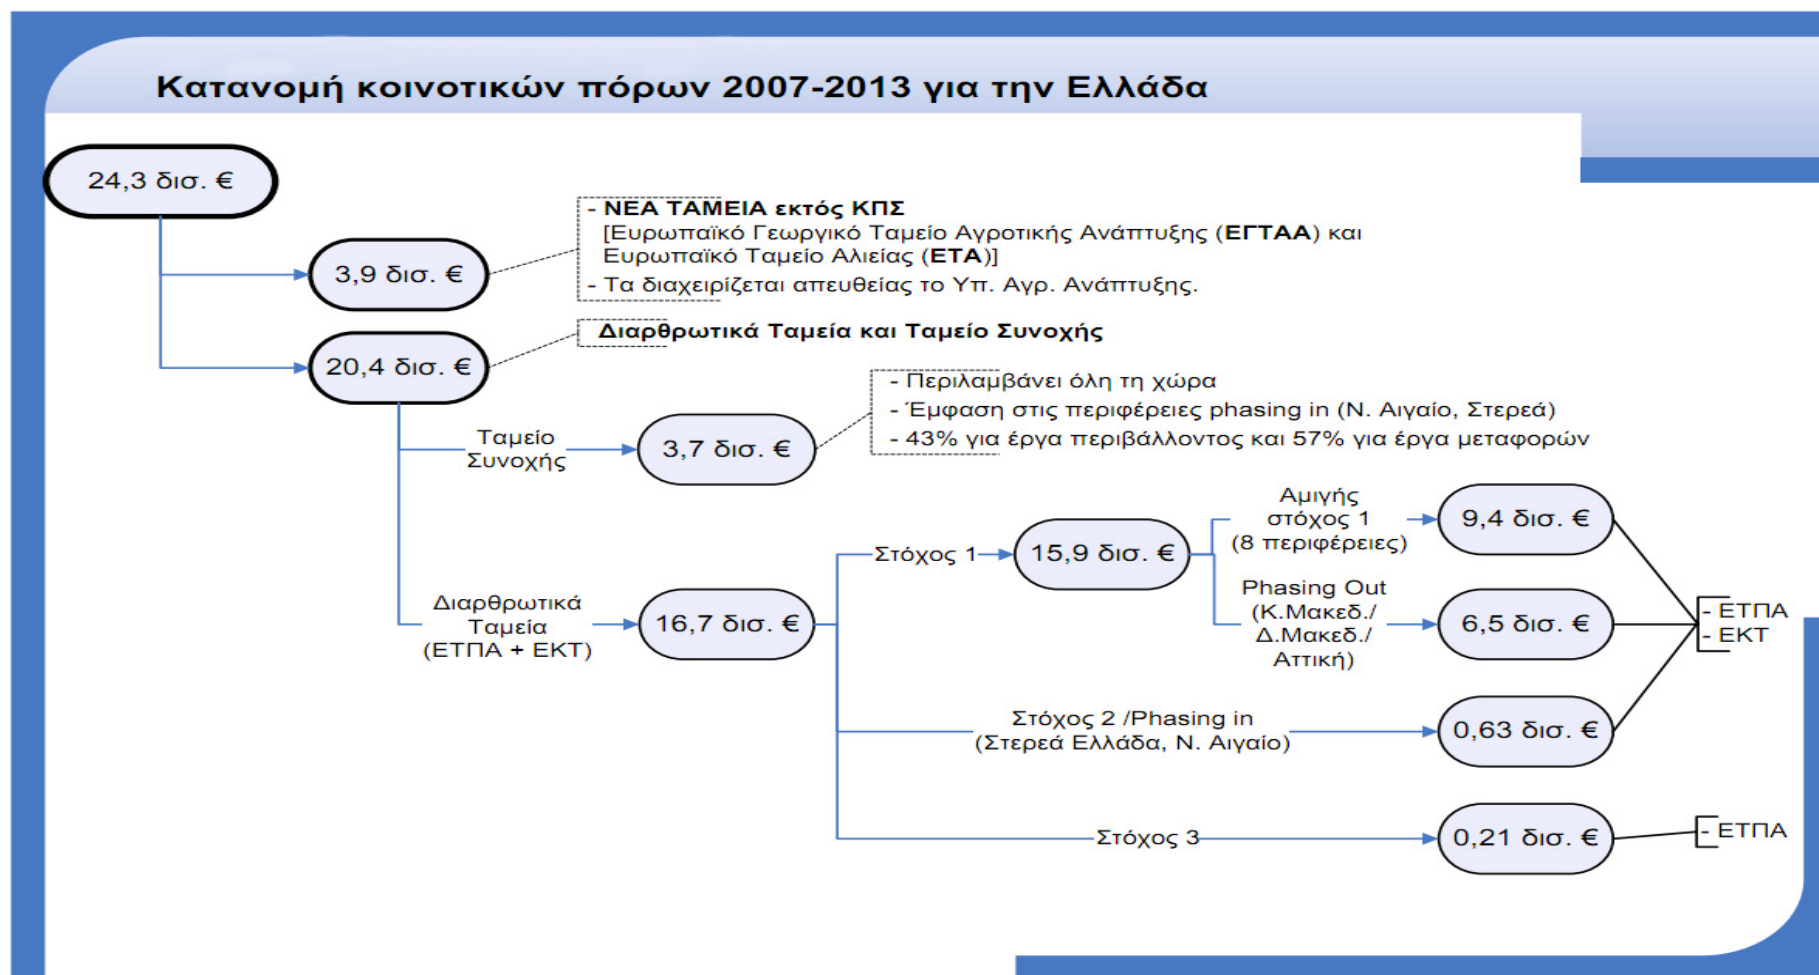 Κατανομή κοινοτικών πόρων 2007-2013 για την Ελλάδα
24,3 δισ. €
3,9 δισ. €
- ΝΕΑ ΤΑΜΕΙΑ εκτός ΚΠΣ
[Ευρωπαϊκό Γεωργικό Ταμείο Αγροτικής Ανάπτυξης (ΕΓΤΑΑ) και
Ευρωπαϊκό Ταμείο Αλιείας (ΕΤΑ)]
- Τα διαχειρίζεται απευθείας το Υπ. Αγρ. Ανάπτυξης.
20,4 δισ. €
Διαρθρωτικά Ταμεία και Ταμείο Συνοχής
Ταμείο
Συνοχής
3,7 δισ. €
- Περιλαμβάνει όλη τη χώρα
- Έμφαση στις περιφέρειες phasing in (Ν. Αιγαίο, Στερεά)
- 43% για έργα περιβάλλοντος και 57% για έργα μεταφορών
Διαρθρωτικά
Ταμεία
(ΕΤΠΑ + ΕΚΤ)
16,7 δισ. €
Στόχος 1
15,9 δισ. €
Αμιγής
στόχος 1
(8 περιφέρειες)
9,4 δισ. €
Phasing Out
(Κ.Μακεδ./
Δ.Μακεδ./
Αττική)
6,5 δισ. €
- ΕΤΠΑ
- ΕΚΤ
Στόχος 2 /Phasing in
(Στερεά Ελλάδα, Ν. Αιγαίο)
0,63 δισ. €
Στόχος 3
0,21 δισ. €
- ΕΤΠΑ